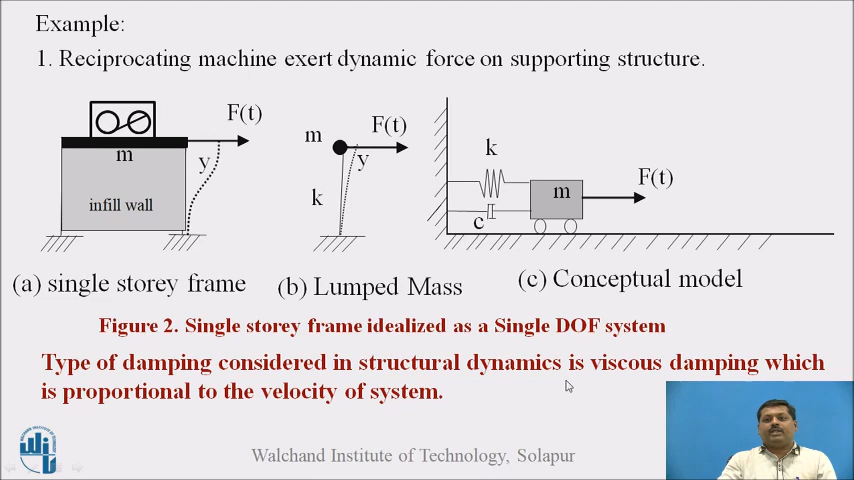 Example:
1. Reciprocating machine exert dynamic force on supporting structure.
F(t)
m
y
infill wall
m
F(t)
y
k
k
m
F(t)
c
(a) single storey frame
(b) Lumped Mass
(c) Conceptual model
Figure 2. Single storey frame idealized as a Single DOF system
Type of damping considered in structural dynamics is viscous damping which
is proportional to the velocity of system.
Walchand Institute of Technology, Solapur